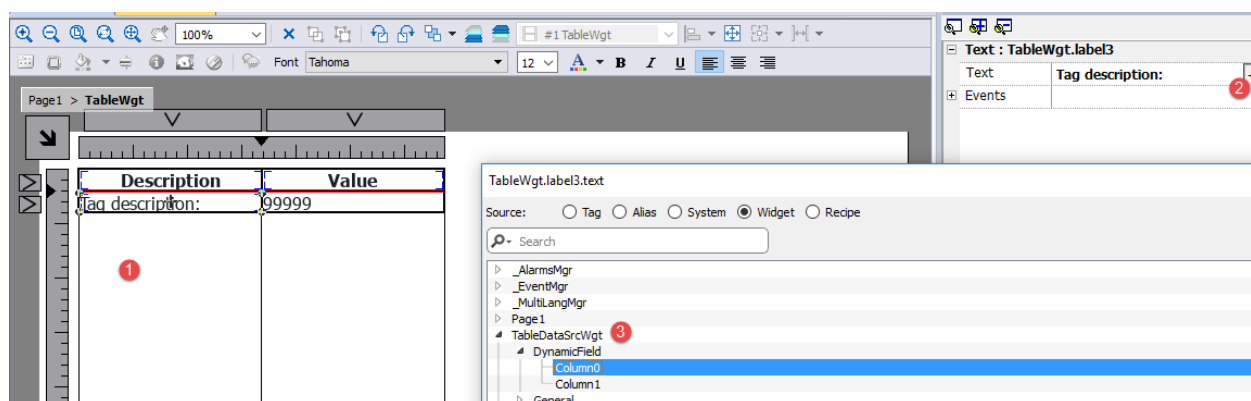 100%
#1 TableWgt
Font Tahoma
12
A
B I U
Page1 > TableWgt
Description Value
Tag description: 99999
1
Text : TableWgt.label3
Text Tag description:
2
Events
TableWgt.label3.text
Source: Tag Alias System Widget Recipe
Search
_AlarmsMgr
_EventMgr
_MultiLangMgr
Page1
TableDataSrcWgt 3
DynamicField
Column0
Column1
General